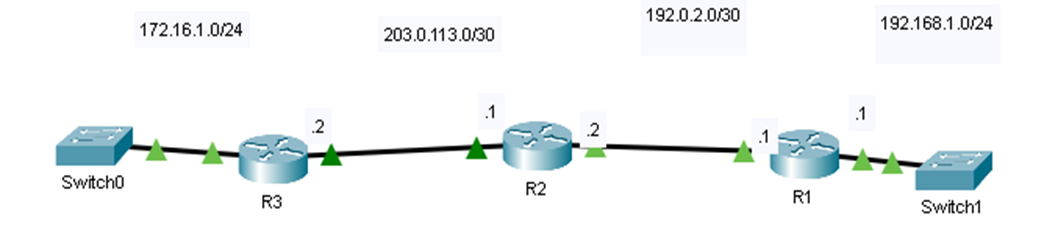 172.16.1.0/24
203.0.113.0/30
192.0.2.0/30
192.168.1.0/24
.2
.1
.2
.1
.1
Switch0
R3
R2
R1
Switch1